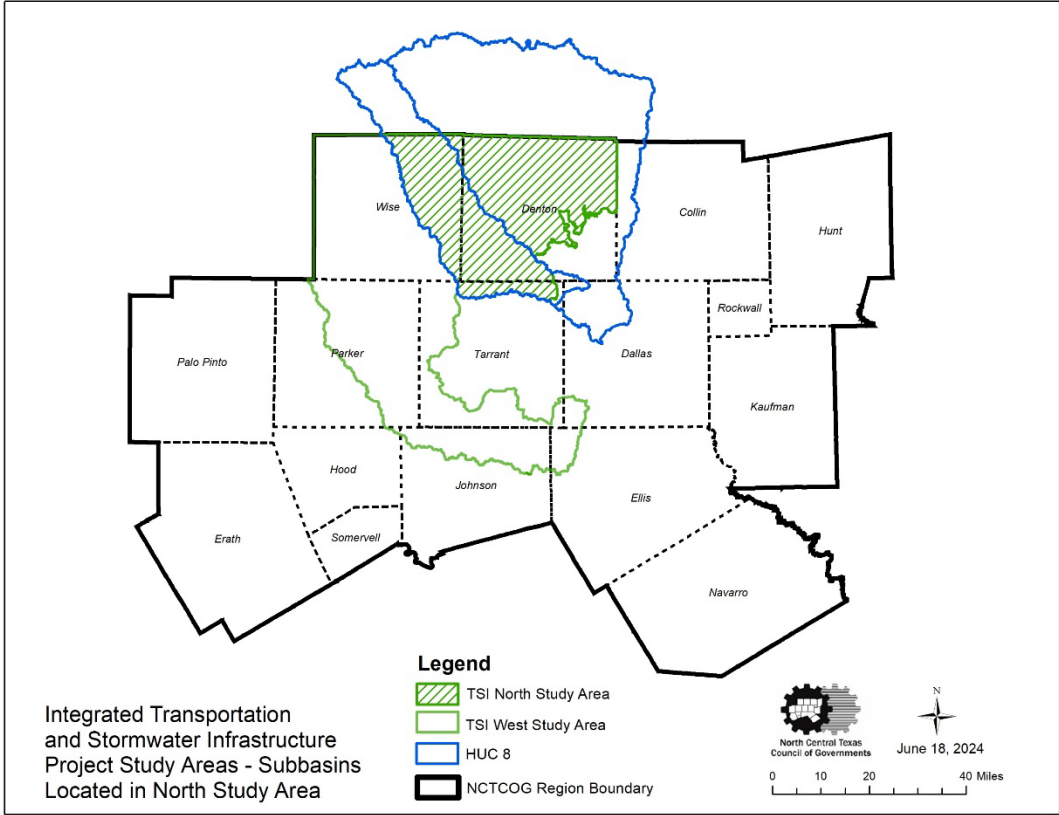 Wise
Denton
Collin
Hunt
Palo Pinto
Parker
Tarrant
Dallas
Rockwall
Kaufman
Hood
Johnson
Ellis
Erath
Somervell
Navarro
Legend
TSI North Study Area
TSI West Study Area
HUC 8
NCTCOG Region Boundary
Integrated Transportation
and Stormwater Infrastructure
Project Study Areas - Subbasins
Located in North Study Area
North Central Texas
Council of Governments
N
June 18, 2024
0 10 20 40 Miles